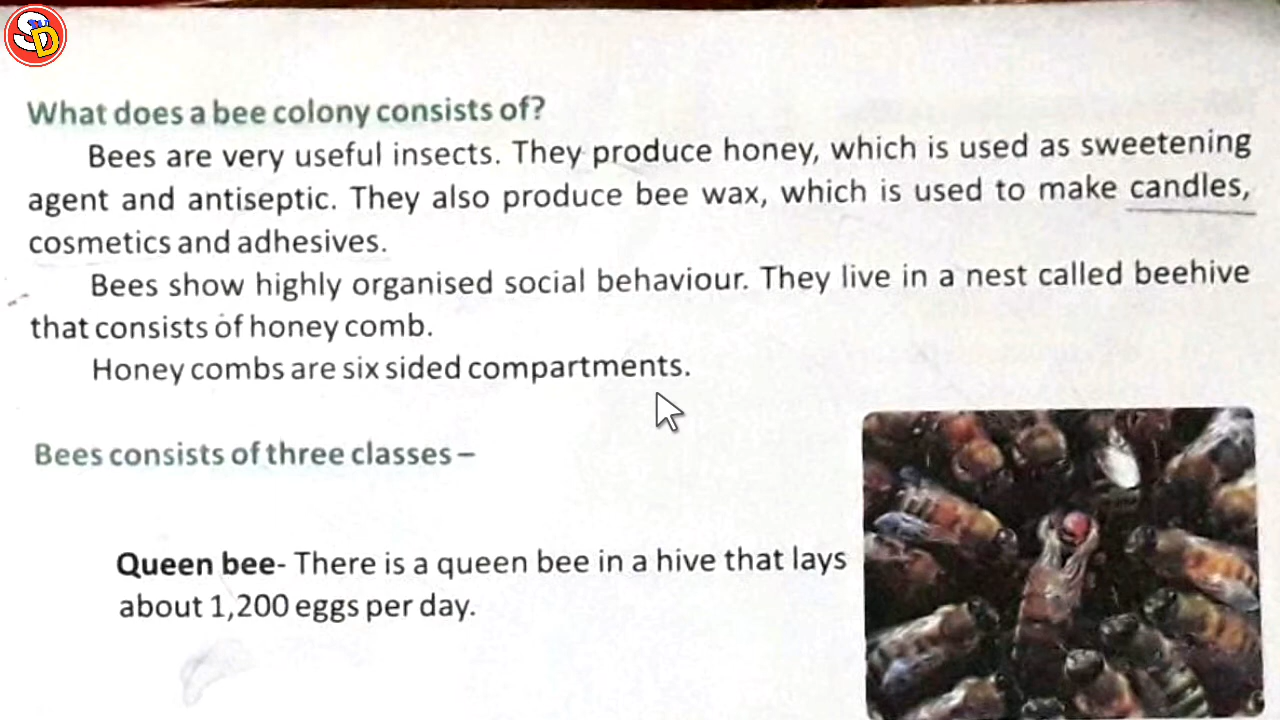 SD
What does a bee colony consists of?
Bees are very useful insects. They produce honey, which is used as sweetening
agent and antiseptic. They also produce bee wax, which is used to make candles,
cosmetics and adhesives.
Bees show highly organised social behaviour. They live in a nest called beehive
that consists of honey comb.
Honey combs are six sided compartments.
Bees consists of three classes –
Queen bee- There is a queen bee in a hive that lays
about 1,200 eggs per day.